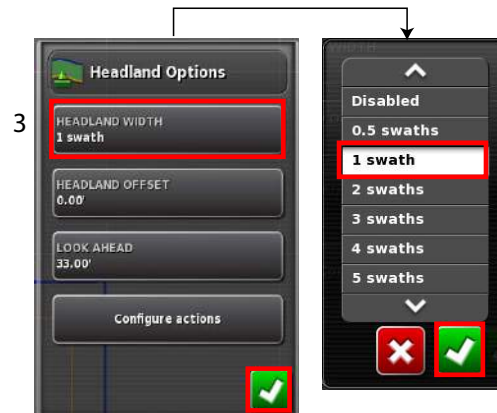 3
Headland Options
HEADLAND WIDTH
1 swath
HEADLAND OFFSET
0.00'
LOOK AHEAD
33.00'
Configure actions
WIDTH
Disabled
0.5 swaths
1 swath
2 swaths
3 swaths
4 swaths
5 swaths